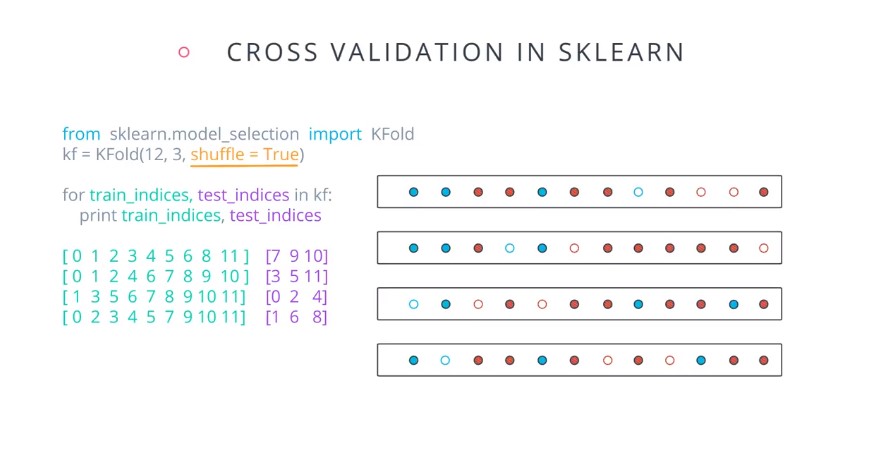 CROSS VALIDATION IN SKLEARN
from sklearn.model_selection import KFold
kf = KFold(12, 3, shuffle = True)
for train_indices, test_indices in kf:
print train_indices, test_indices
[ 0 1 2 3 4 5 6 8 11 ] [7 9 10]
[ 0 1 2 4 6 7 8 9 10 ] [3 5 11]
[ 1 3 5 6 7 8 9 10 11] [0 2 4]
[ 0 2 3 4 5 7 9 10 11] [1 6 8]